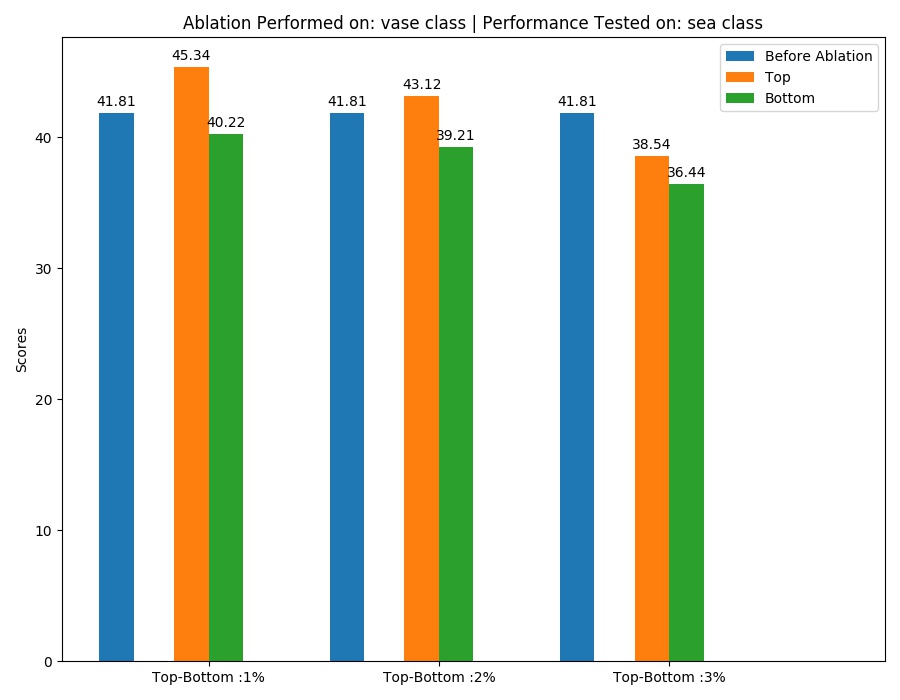 Ablation Performed on: vase class | Performance Tested on: sea class
Before Ablation
Top
Bottom
45.34
43.12
41.81
41.81
41.81
40.22
39.21
38.54
36.44
40
30
20
10
0
Scores
Top-Bottom :1%
Top-Bottom :2%
Top-Bottom :3%